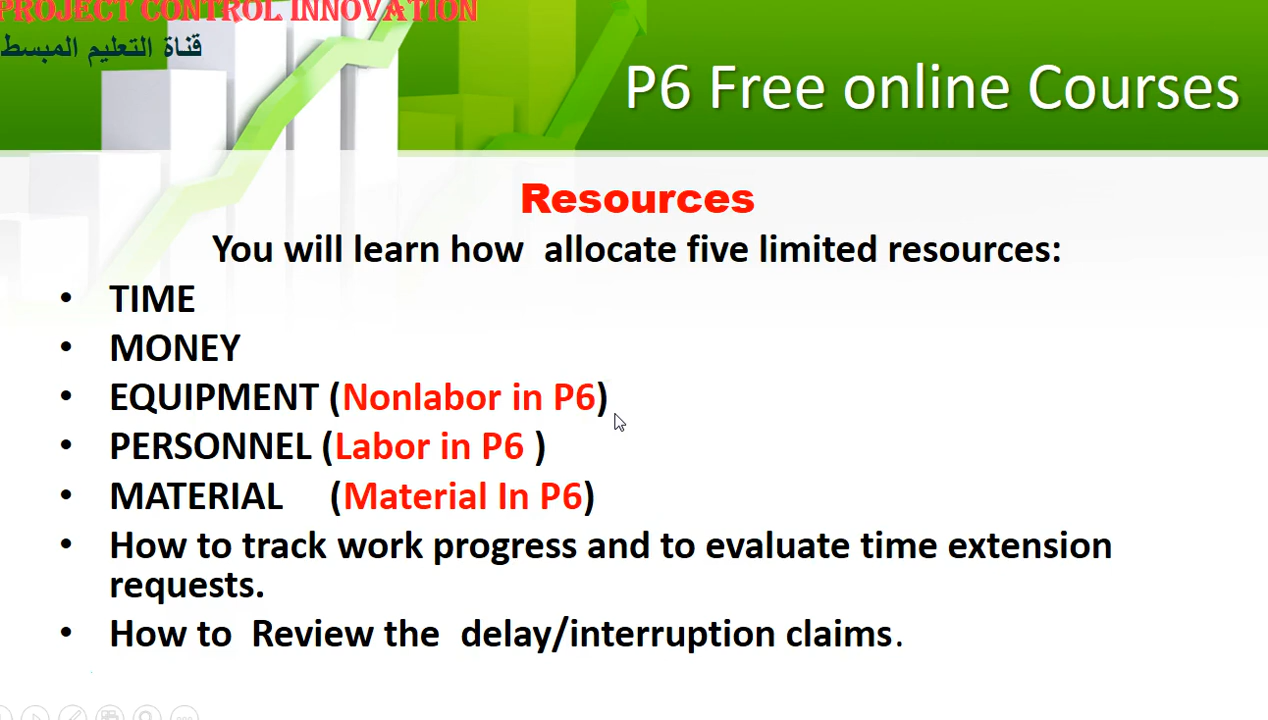 PROJECT CONTROL INNOVATION
قناة التعليم المبسط
P6 Free online Courses
Resources
You will learn how allocate five limited resources:
• TIME
• MONEY
• EQUIPMENT (Nonlabor in P6)
• PERSONNEL (Labor in P6 )
• MATERIAL (Material In P6)
• How to track work progress and to evaluate time extension
requests.
• How to Review the delay/interruption claims.